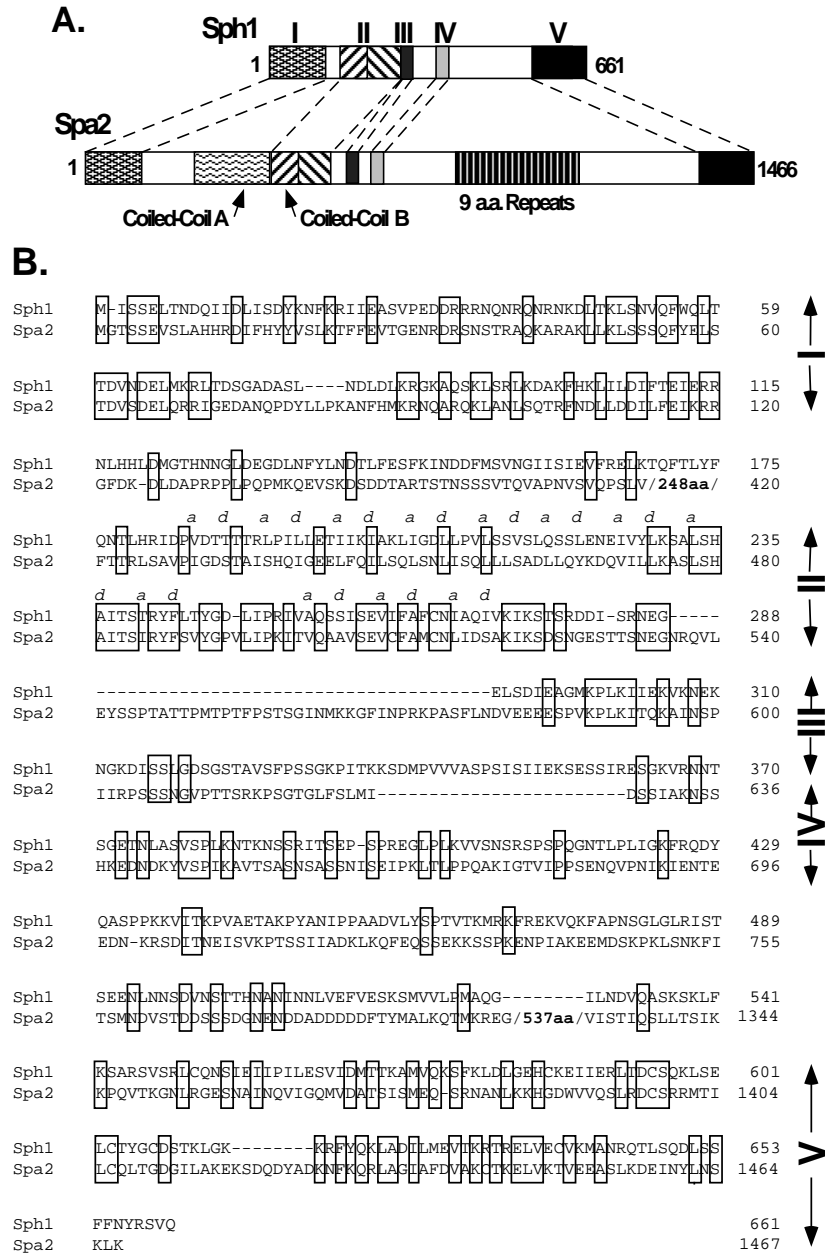 A.
I II III IV V
Sph1
1 661
Spa2
1 1466
Coiled-Coil A Coiled-Coil B 9 a.a. Repeats
B.
Sph1 M-ISSELTNDQIIDLISDYKNFKRIIEASVPEDDRRRNQNRQNRNKDLTKLSNVQFWQLT 59
Spa2 MGTSSEVSLAHHRDIFHYYVSLKTFFEVTGENRDRSNSTRAQKARAKLLKLSSSQFYELS 60
I
Sph1 TDVNDELMKRLTDSGADASL----NDLDLKRGKAQSKLSRLKDAKFHKLILDIFTEIERR 115
Spa2 TDVSDELQRRIGEDANQPDYLLPKANFHMKRNQARQKLANLSQTRFNDLLDDILFEIKRR 120
Sph1 NLHHLDMGTHNNGLDEGDLNFYLNDTLFESFKINDDFMSVNGIISIEVFRELKTQFTLYF 175
Spa2 GFDK-DLDAPRPPLPQPMKQEVSKDSDDTARTSTNSSSVTQVAPNVSVQPSLV/248aa/ 420
a d a d a d a d a d a d a
Sph1 QNTLHRIDPVDTTTTRLPILLETIIKIAKLIGDLLPVLSSVSLQSSLENEIVYLKSALSH 235
Spa2 FTTRLSAVPIGDSTAISHQIGEELFQILSQLSNLISQLLLSLSADLLQYKDQVILLKASLSH 480
II
d a d a d a d a d
Sph1 AITSIRYFLTYGD-LIPRIVAQSSISEVIFAFCNIAQIVKIKSTSRDDI-SRNEG----- 288
Spa2 AITSIRYFSVYGPVLIPKITVQAAVSEVCFAMCNLIDSAKIKSDSNGESTTSNEGNRQVL 540
Sph1 --------------------------------------ELSDIEAGMKPLKIIEKVKNEK 310
Spa2 EYSSPTATTPMTPTFPSTSGINMKKGFINPRKPASFLNDVEEEESPVKPLKITQKAINSP 600
III
Sph1 NGKDISSLGDSGSTAVSFPSSGKPITKKSDMPVVVASPSISIIEKSESSIRESGKVRNNT 370
Spa2 IIRPSSSNGVPTTSRKPSGTGLFSLMI------------------------DSSIAKNSS 636
IV
Sph1 SGETNLASVSPLKNTKNSSRITSEP-SPREGLPLKVVSNSRSPSPQGNTLPLIGKFRQDY 429
Spa2 HKEDNDKYVSPIKAVTSASNSASSNISEIPKLTLPPQAKIGTVIPPSENQVPNIKIENTE 696
Sph1 QASPPKKVITKPVAETAKPYANIPPAADVLYSPTVTKMRKFREKVQKFAPNSGLGLRIST 489
Spa2 EDN-KRSDITNEISVKPTSSIIADKLKQFEQSSEKKSSPKENPIAKEEMDSKPKLSNKFI 755
Sph1 SEENLNNSDVNSTTHNANINNLVEFVESKSMVVLPMAQG--------ILNDVQASKSKLF 541
Spa2 TSMNDVSTDDSSSDGNENDDADDDDDFTYMALKQTMKREG/537aa/VISTIQSLLTSIK 1344
Sph1 KSARSVSRLCQNSIEIIPILESVIDMTTKAMVQKSFKLDLGEHCKEIIERLIDCSQKLSE 601
Spa2 KPQVTKGNLRGESNAINQVIGQMVDATSISMEQ-SRNANLKKHGDWVVQSLRDCSRRMTI 1404
V
Sph1 LCTYGCDSTKLGK--------KRFYQKLADILMEVIKRTRELVECVKMANRQTLSQDLSS 653
Spa2 LCQLTGDGILAKEKSDQDYADKNFKQRLAGIAFDVAKCTKELVKTVEEASLKDEINYLNS 1464
Sph1 FFNYRSVQ 661
Spa2 KLK 1467